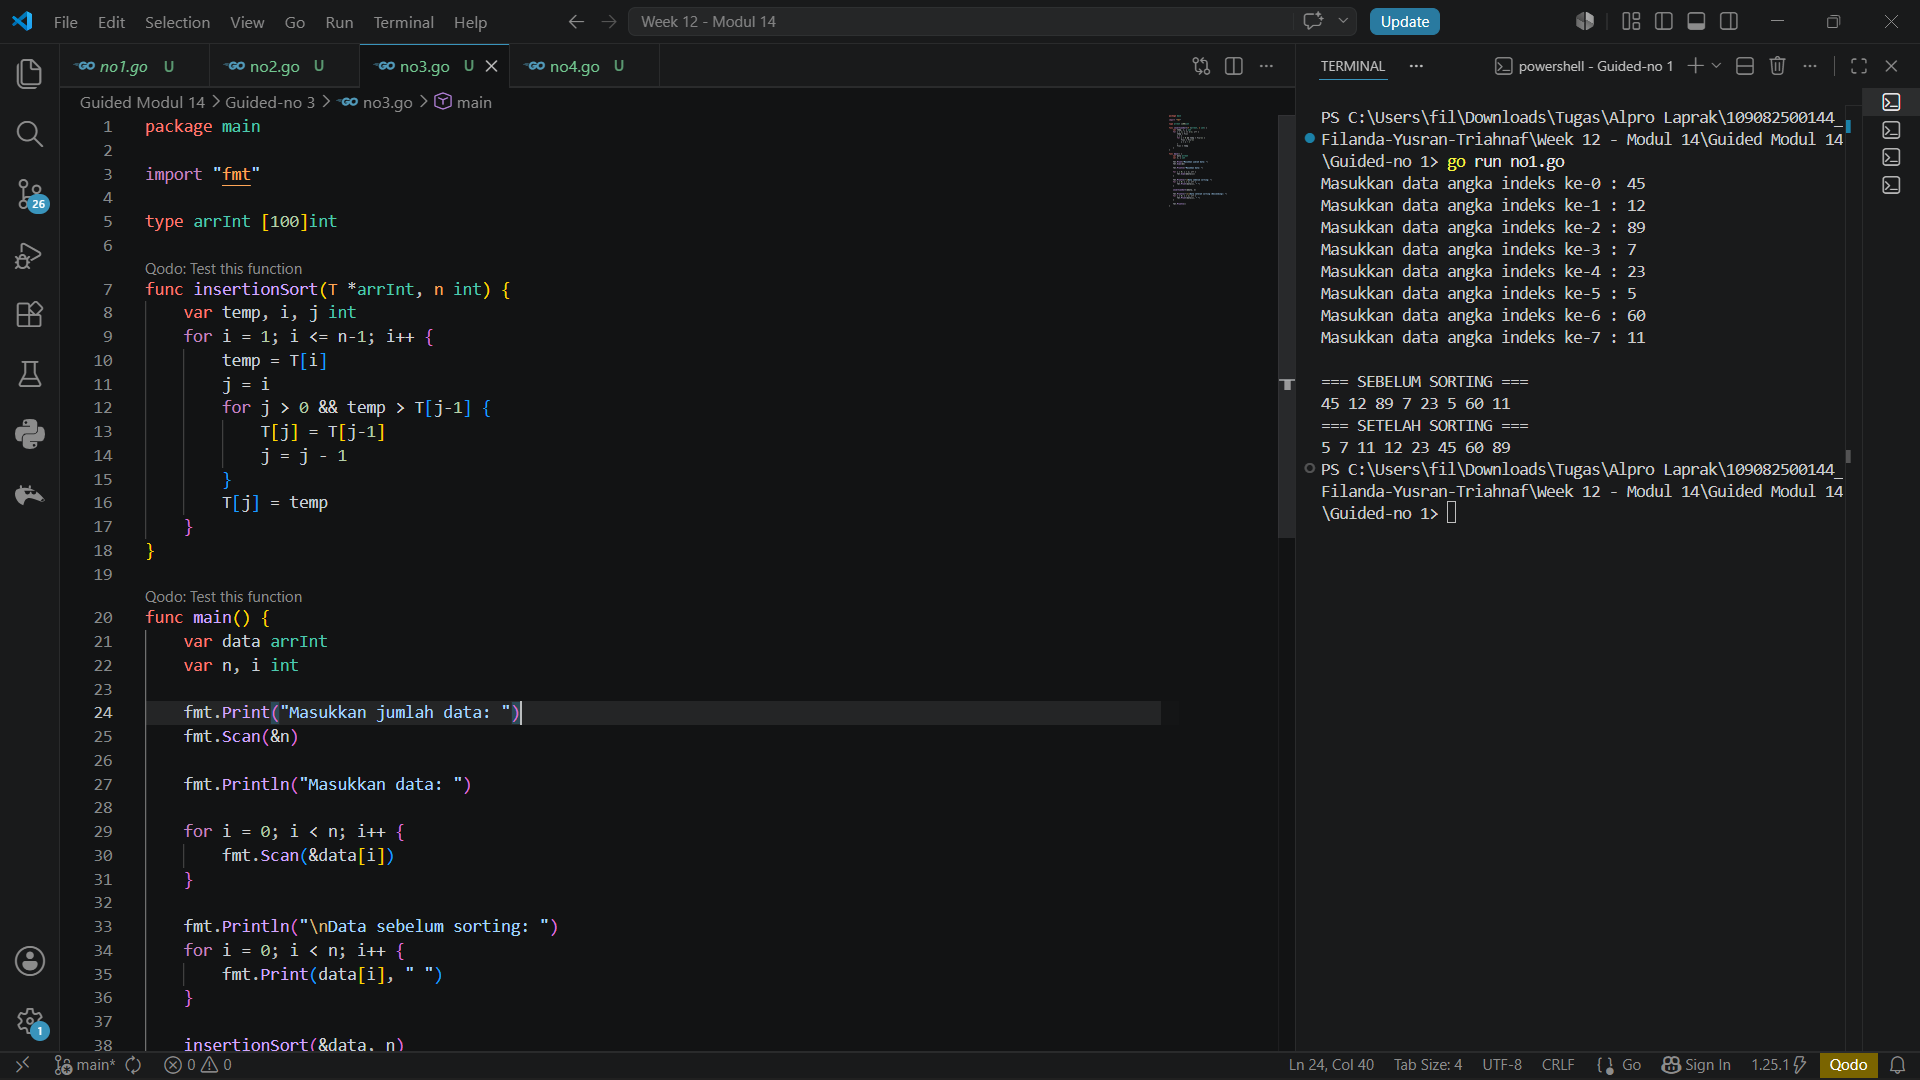 File Edit Selection View Go Run Terminal Help
Week 12 - Modul 14
Update
GO no1.go U
GO no2.go U
GO no3.go U
GO no4.go U
Guided Modul 14 > Guided-no 3 > GO no3.go > main
1 package main
2
3 import "fmt"
4
5 type arrInt [100]int
6
Qodo: Test this function
7 func insertionSort(T *arrInt, n int) {
8 var temp, i, j int
9 for i = 1; i <= n-1; i++ {
10 temp = T[i]
11 j = i
12 for j > 0 && temp > T[j-1] {
13 T[j] = T[j-1]
14 j = j - 1
15 }
16 T[j] = temp
17 }
18 }
19
Qodo: Test this function
20 func main() {
21 var data arrInt
22 var n, i int
23
24 fmt.Print("Masukkan jumlah data: ")
25 fmt.Scan(&n)
26
27 fmt.Println("Masukkan data: ")
28
29 for i = 0; i < n; i++ {
30 fmt.Scan(&data[i])
31 }
32
33 fmt.Println("\nData sebelum sorting: ")
34 for i = 0; i < n; i++ {
35 fmt.Print(data[i], " ")
36 }
37
38 insertionSort(&data, n)
TERMINAL
powershell - Guided-no 1
PS C:\Users\fil\Downloads\Tugas\Alpro Laprak\109082500144_
Filanda-Yusran-Triahnaf\Week 12 - Modul 14\Guided Modul 14
\Guided-no 1> go run no1.go
Masukkan data angka indeks ke-0 : 45
Masukkan data angka indeks ke-1 : 12
Masukkan data angka indeks ke-2 : 89
Masukkan data angka indeks ke-3 : 7
Masukkan data angka indeks ke-4 : 23
Masukkan data angka indeks ke-5 : 5
Masukkan data angka indeks ke-6 : 60
Masukkan data angka indeks ke-7 : 11
=== SEBELUM SORTING ===
45 12 89 7 23 5 60 11
=== SETELAH SORTING ===
5 7 11 12 23 45 60 89
PS C:\Users\fil\Downloads\Tugas\Alpro Laprak\109082500144_
Filanda-Yusran-Triahnaf\Week 12 - Modul 14\Guided Modul 14
\Guided-no 1>
26
1
main* 0 0
Ln 24, Col 40 Tab Size: 4 UTF-8 CRLF {} Go Sign In 1.25.1 Qodo